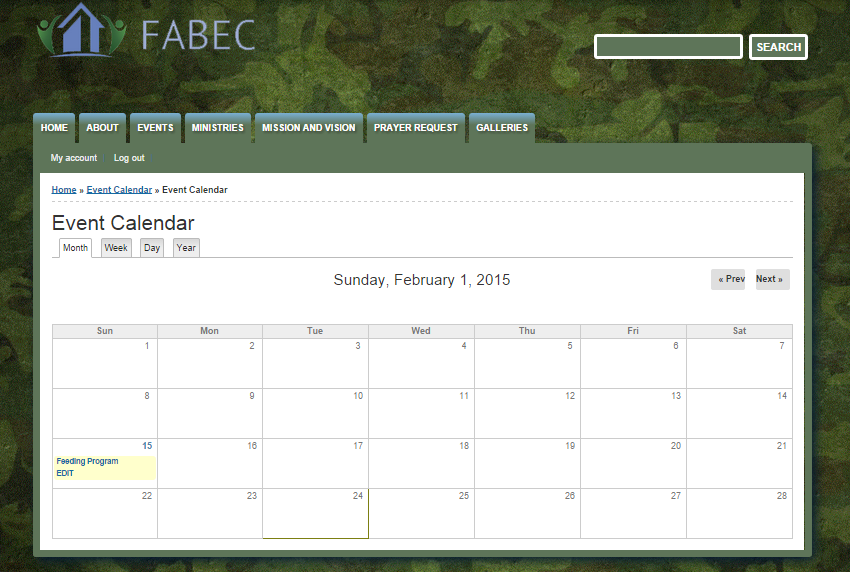 FABEC
SEARCH
HOME ABOUT EVENTS MINISTRIES MISSION AND VISION PRAYER REQUEST GALLERIES
My account Log out
Home » Event Calendar » Event Calendar
Event Calendar
Month Week Day Year
Sunday, February 1, 2015
« Prev Next »
Sun Mon Tue Wed Thu Fri Sat
1 2 3 4 5 6 7
8 9 10 11 12 13 14
15 16 17 18 19 20 21
Feeding Program
EDIT
22 23 24 25 26 27 28